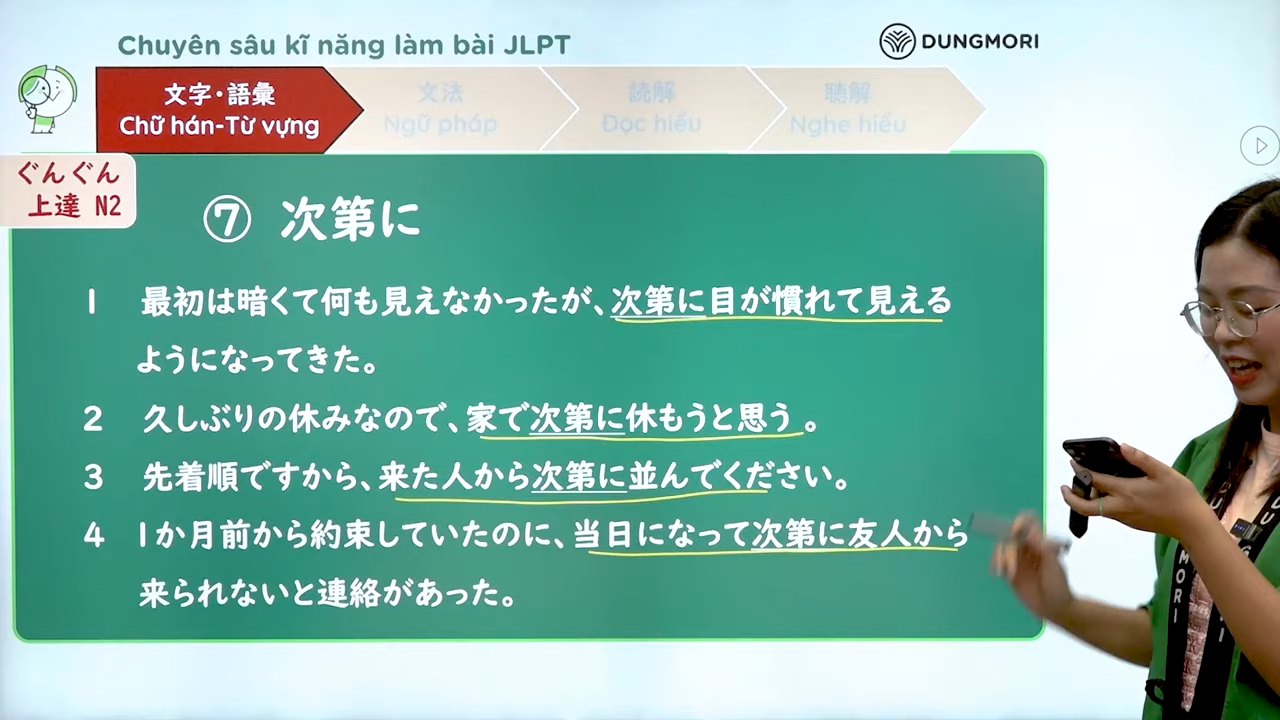 Chuyên sâu kĩ năng làm bài JLPT
DUNGMORI
文字・語彙
Chữ hán-Từ vựng
文法
Ngữ pháp
読解
Đọc hiểu
聴解
Nghe hiểu
ぐんぐん
上達 N2
⑦ 次第に
1 最初は暗くて何も見えなかったが、次第に目が慣れて見える
ようになってきた。
2 久しぶりの休みなので、家で次第に休もうと思う。
3 先着順ですから、来た人から次第に並んでください。
4 1か月前から約束していたのに、当日になって次第に友人から
来られないと連絡があった。
MORI